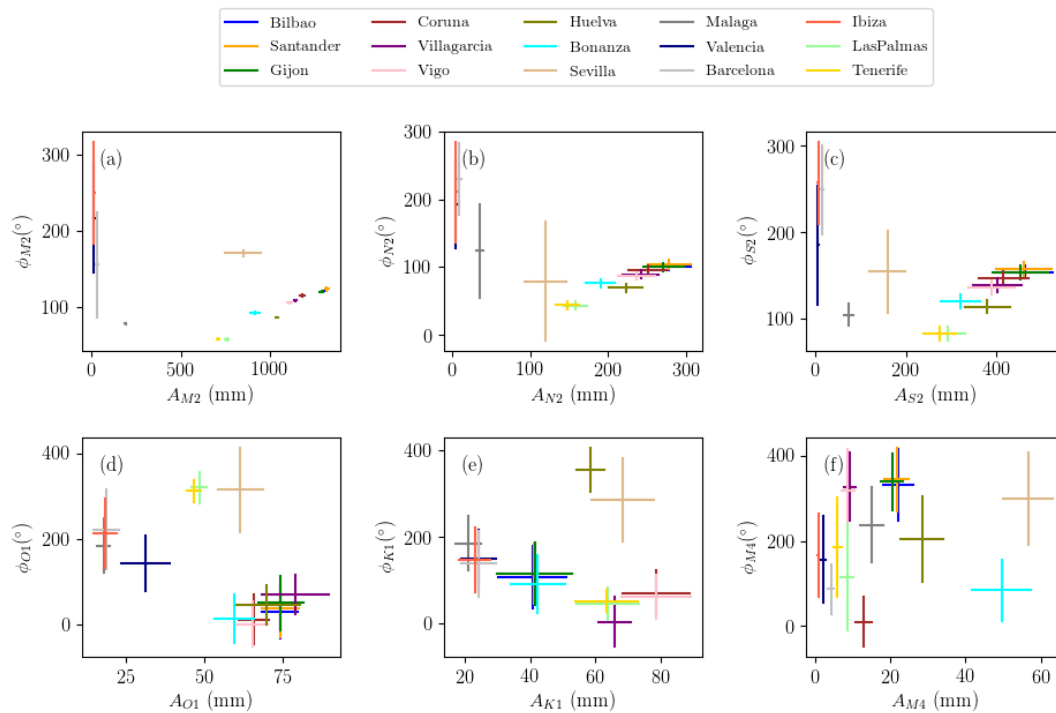 Bilbao Coruna Huelva Malaga Ibiza
Santander Villagarcia Bonanza Valencia LasPalmas
Gijon Vigo Sevilla Barcelona Tenerife
(a) (b) (c)
300 300 300
200 200 200
100 100 100
0
ϕM2(°) ϕN2(°) ϕS2(°)
0 500 1000 0 100 200 300 0 200 400
AM2 (mm) AN2 (mm) AS2 (mm)
(d) (e) (f)
400 400 400
200 200 200
0 0 0
ϕO1(°) ϕK1(°) ϕM4(°)
25 50 75 20 40 60 80 0 20 40 60
AO1 (mm) AK1 (mm) AM4 (mm)